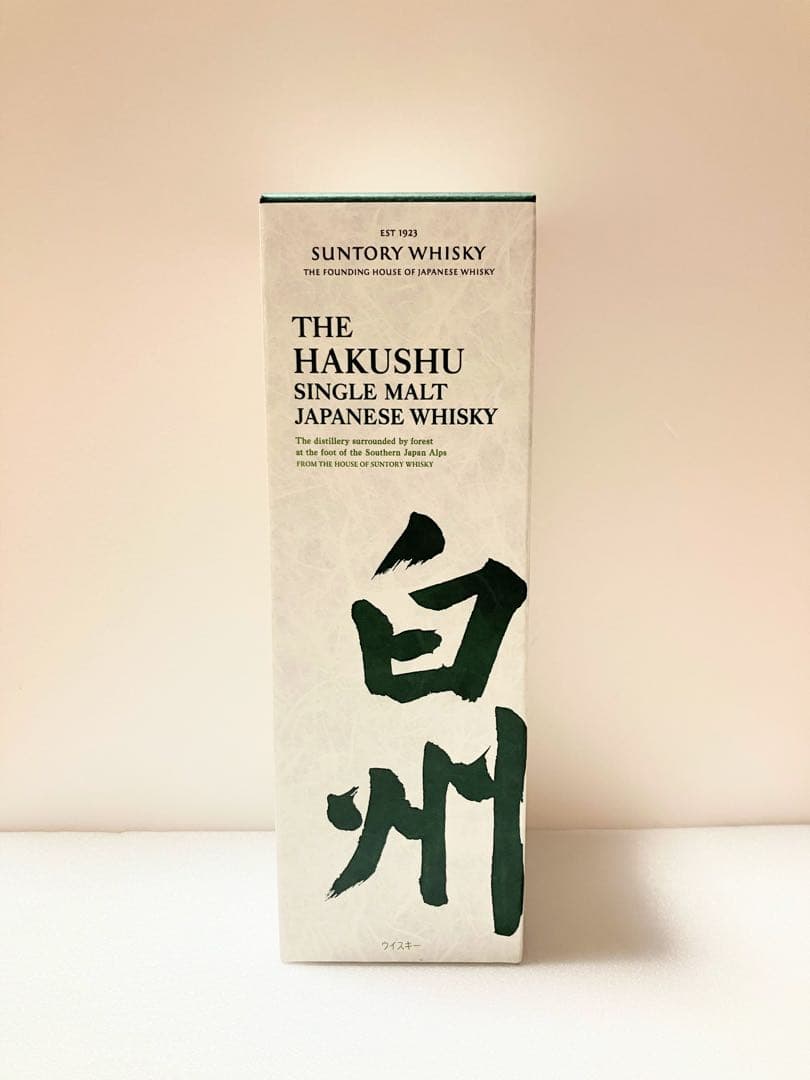 EST 1923
SUNTORY WHISKY
THE FOUNDING HOUSE OF JAPANESE WHISKY
THE
HAKUSHU
SINGLE MALT
JAPANESE WHISKY
The distillery surrounded by forest
at the foot of the Southern Japan Alps
FROM THE HOUSE OF SUNTORY WHISKY
白州
ウイスキー